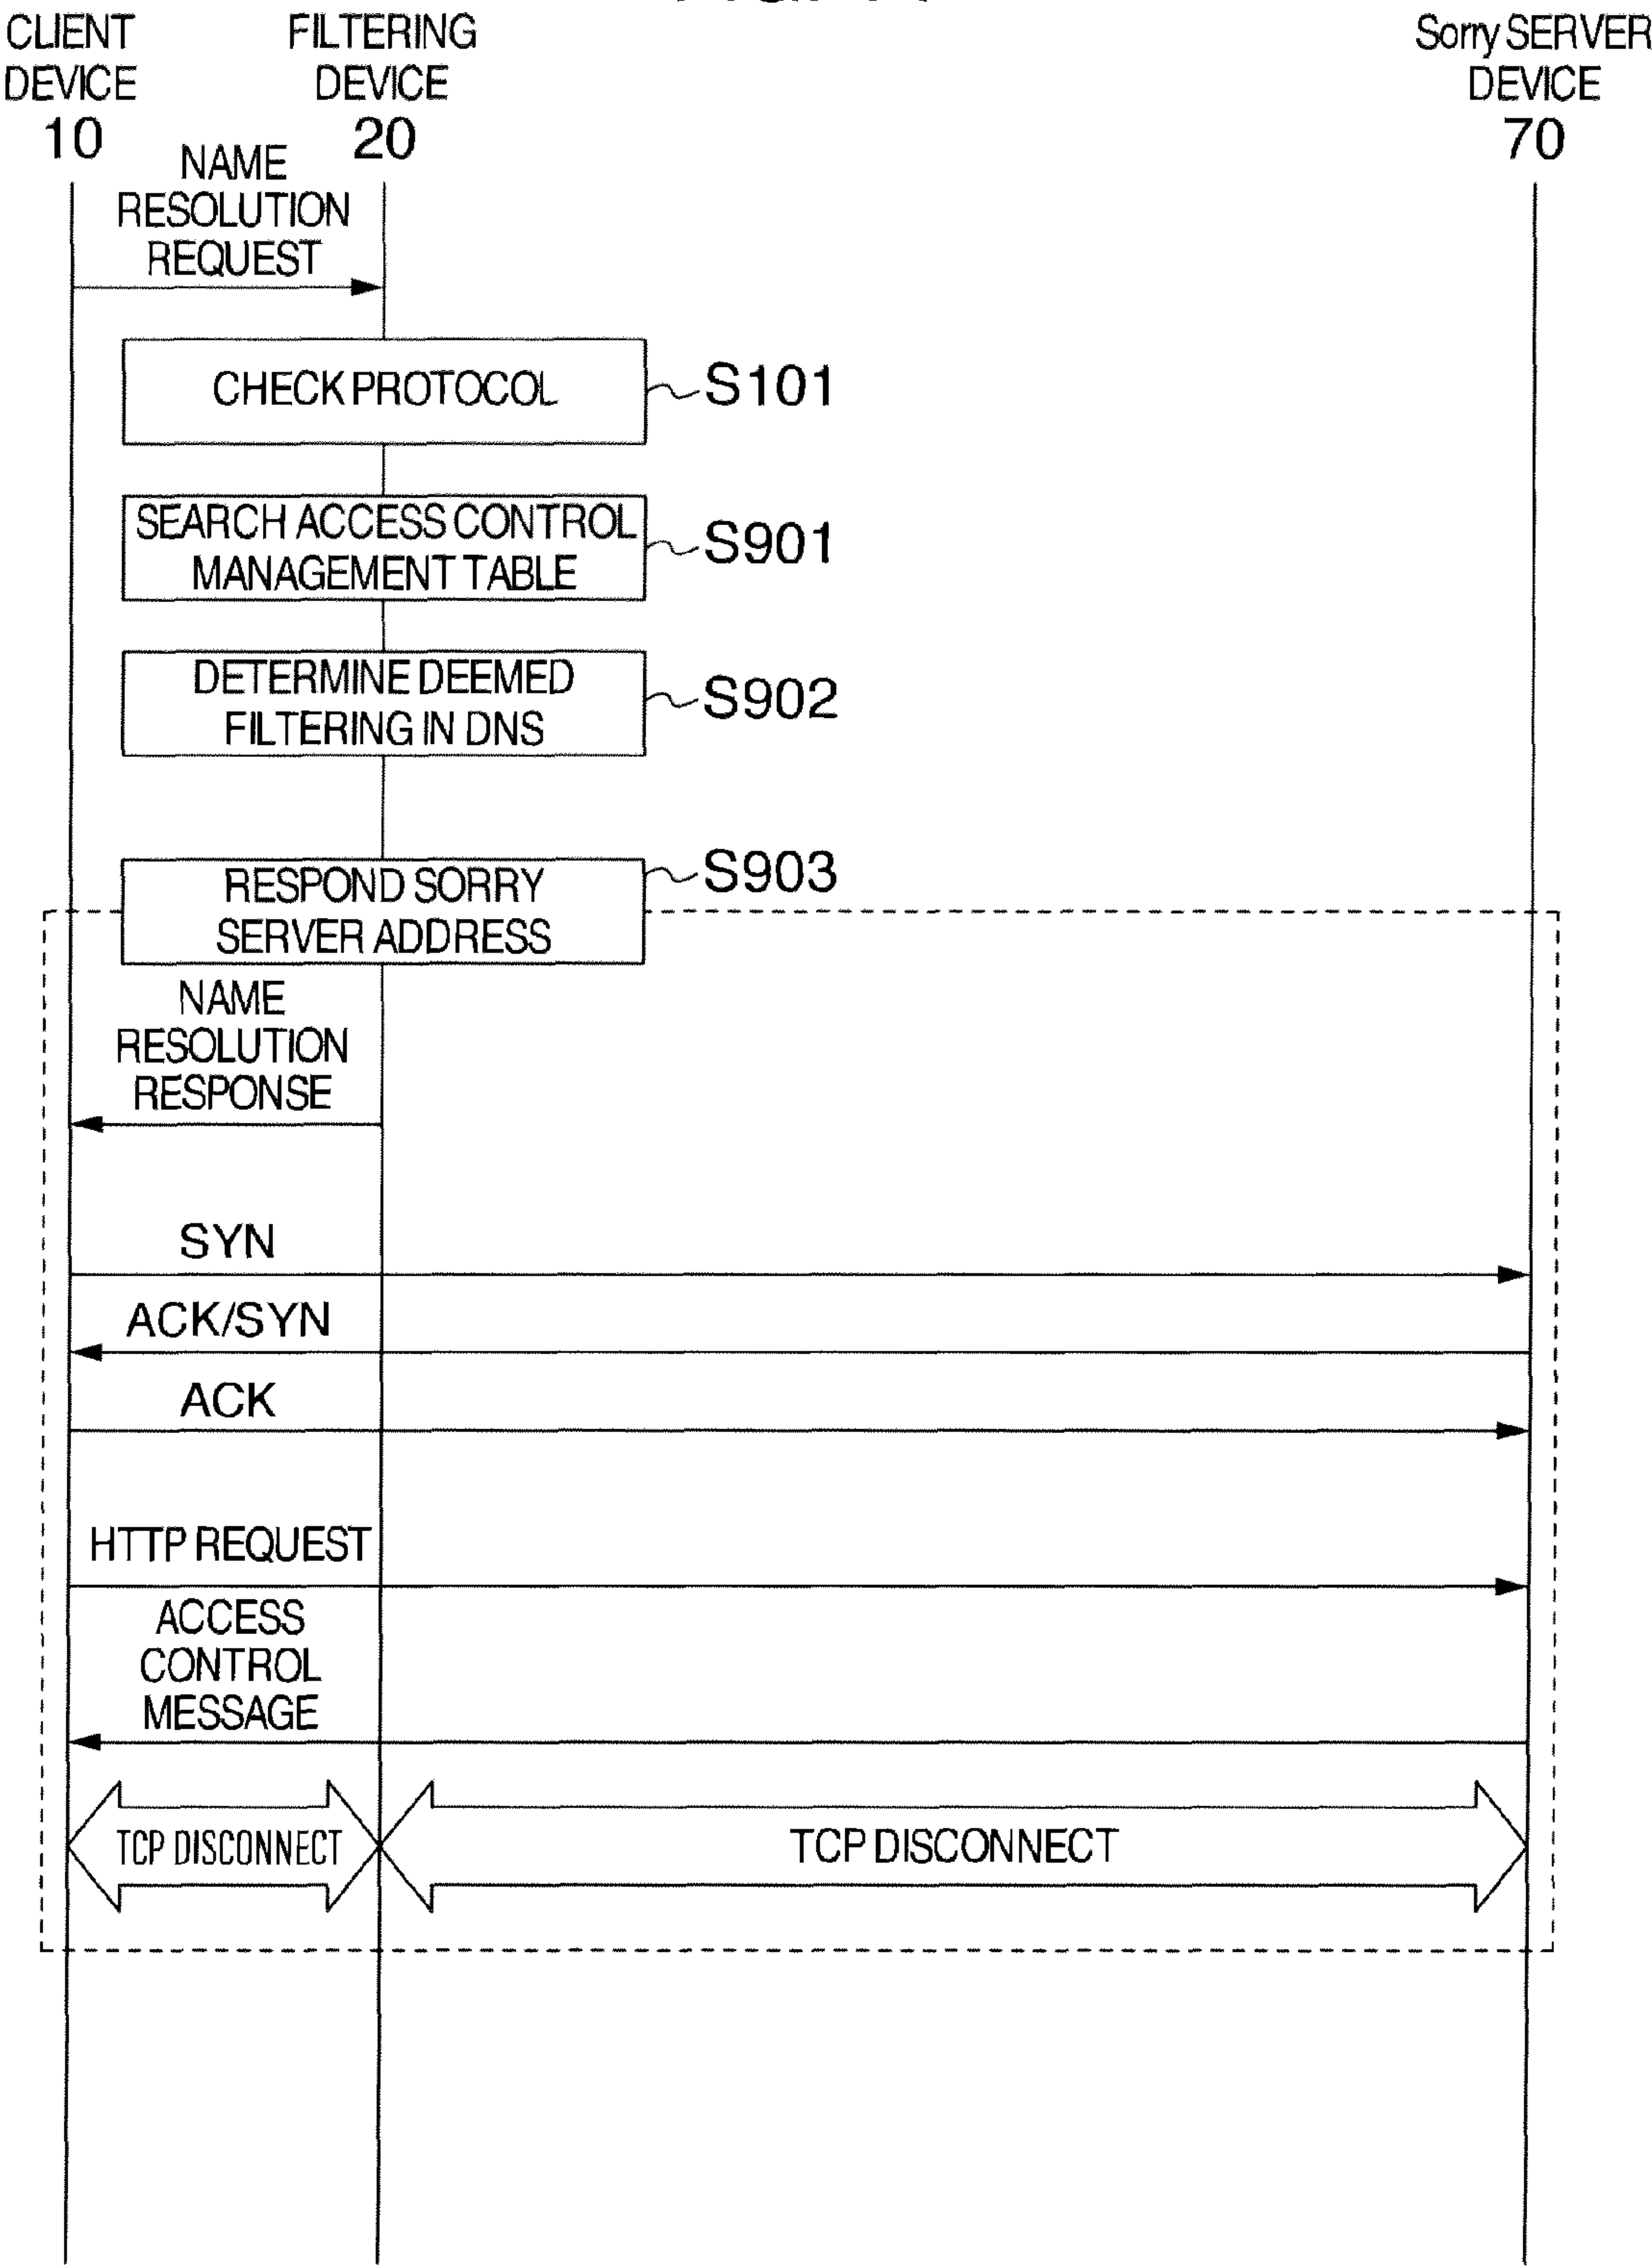 CLIENT
DEVICE
10
FILTERING
DEVICE
20
Sorry SERVER
DEVICE
70
NAME
RESOLUTION
REQUEST
CHECK PROTOCOL
S101
SEARCH ACCESS CONTROL
MANAGEMENT TABLE
S901
DETERMINE DEEMED
FILTERING IN DNS
S902
RESPOND SORRY
SERVER ADDRESS
S903
NAME
RESOLUTION
RESPONSE
SYN
ACK/SYN
ACK
HTTP REQUEST
ACCESS
CONTROL
MESSAGE
TCP DISCONNECT
TCP DISCONNECT